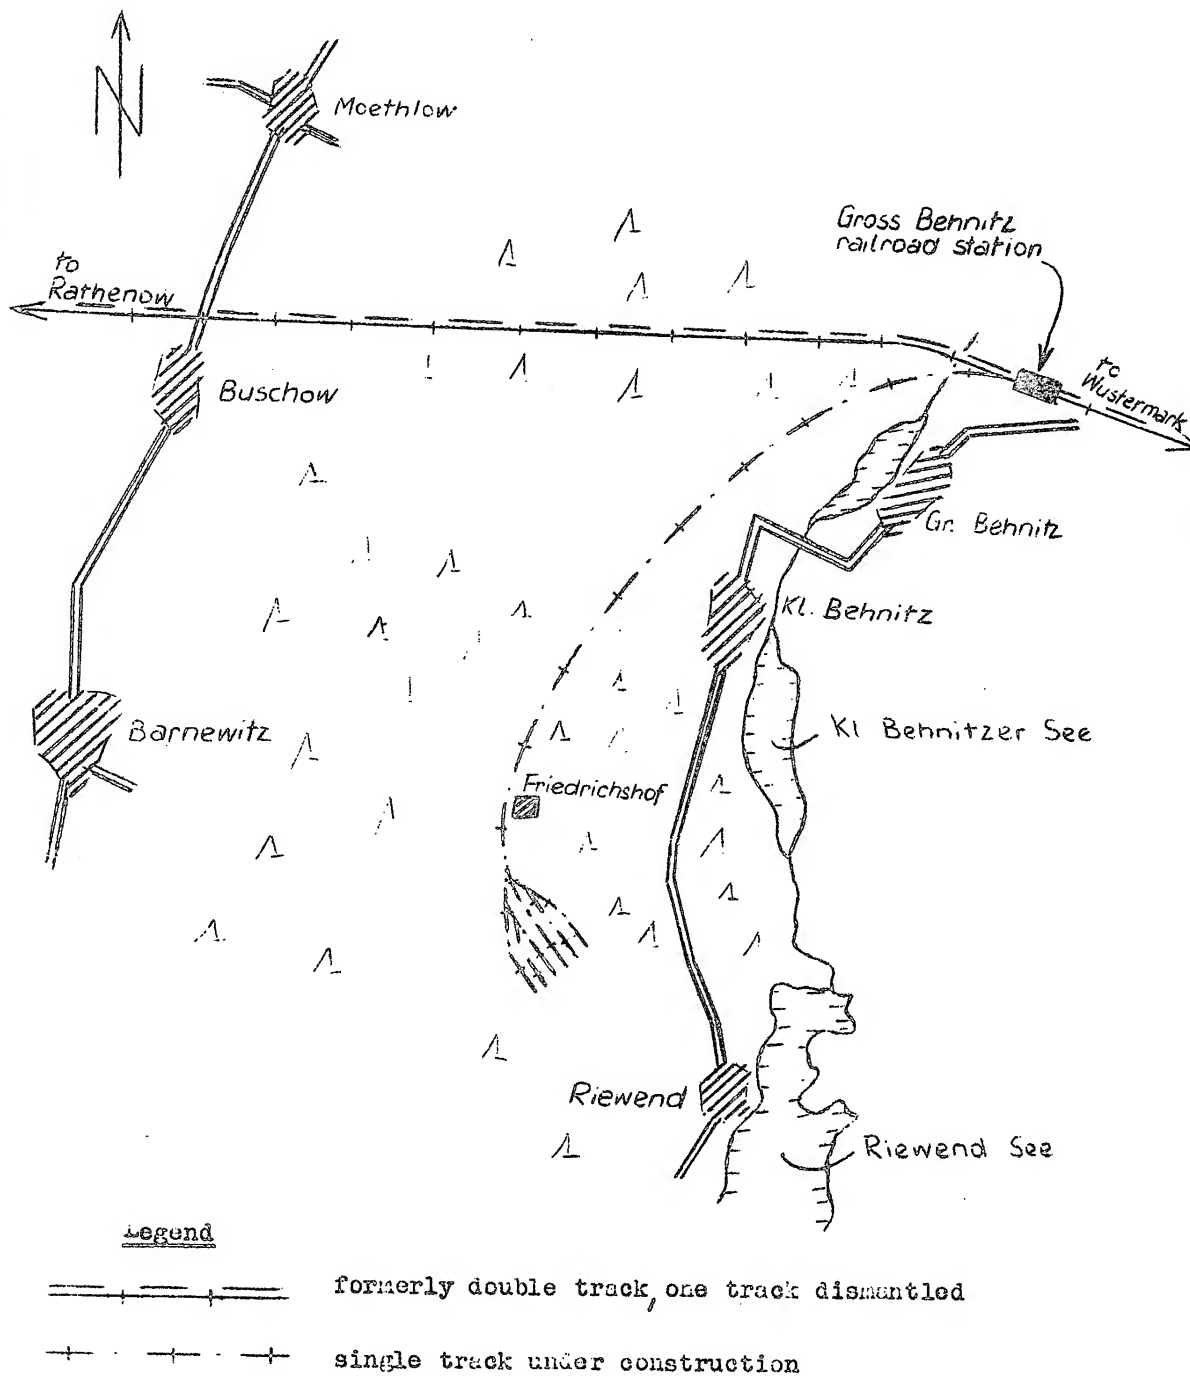 N
Moethlow
Gross Behnitz
railroad station
to
Rathenow
to
Wustermark
Buschow
Gr. Behnitz
Kl. Behnitz
Barnewitz
Kl Behnitzer See
Friedrichshof
Riewend
Riewend See
Legend
formerly double track, one track dismantled
single track under construction